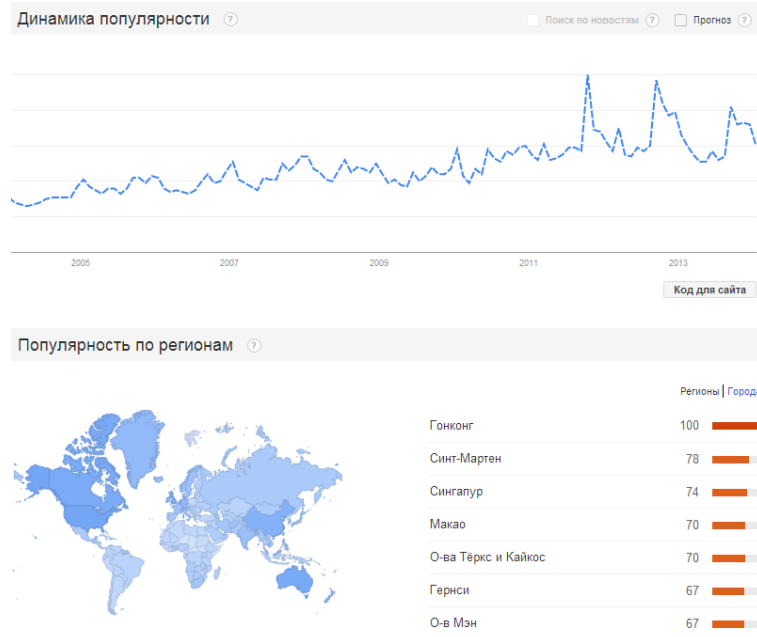 Динамика популярности ?
Поиск по новостям ? Прогноз ?
2005 2007 2009 2011 2013
Код для сайта
Популярность по регионам ?
Регионы | Города
Гонконг 100
Синт-Мартен 78
Сингапур 74
Макао 70
О-ва Тёркс и Кайкос 70
Гернси 67
О-в Мэн 67